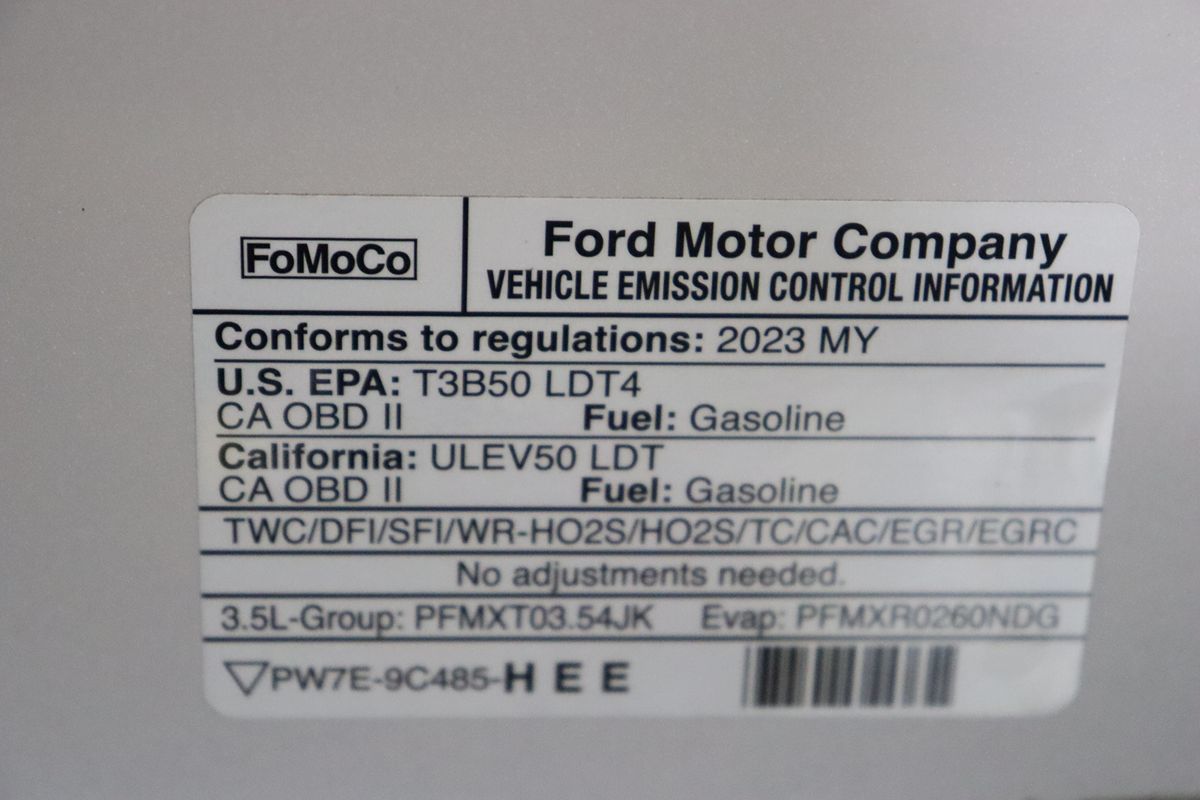 FoMoCo
Ford Motor Company
VEHICLE EMISSION CONTROL INFORMATION
Conforms to regulations: 2023 MY
U.S. EPA: T3B50 LDT4
CA OBD II Fuel: Gasoline
California: ULEV50 LDT
CA OBD II Fuel: Gasoline
TWC/DFI/SFI/WR-HO2S/HO2S/TC/CAC/EGR/EGRC
No adjustments needed.
3.5L-Group: PFMXT03.54JK Evap: PFMXR0260NDG
PW7E-9C485-HEE